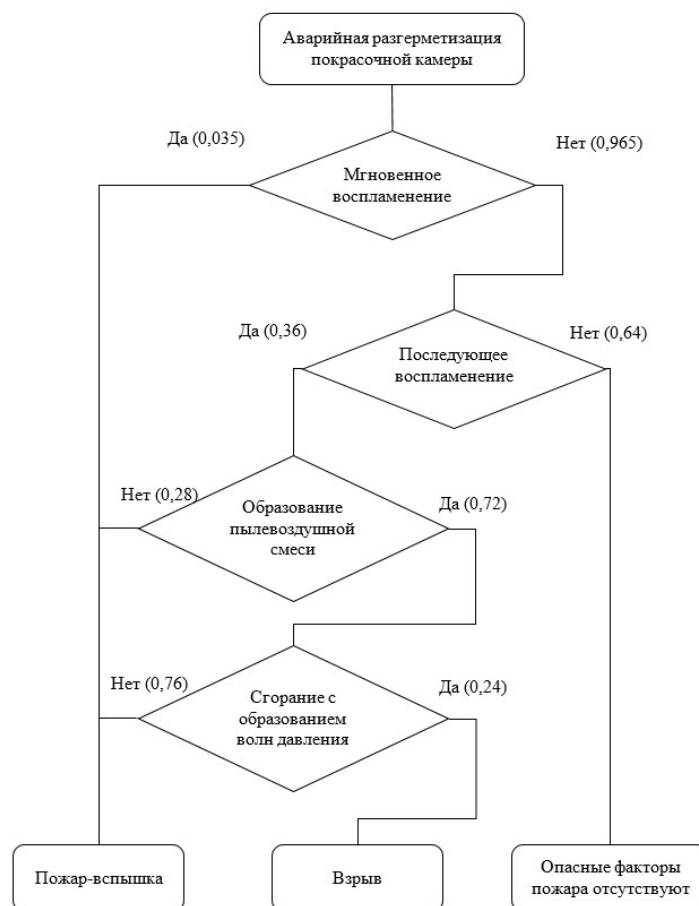 Аварийная разгерметизация
покрасочной камеры
Да (0,035)
Нет (0,965)
Мгновенное
воспламенение
Да (0,36)
Нет (0,64)
Последующее
воспламенение
Нет (0,28)
Да (0,72)
Образование
пылевоздушной
смеси
Нет (0,76)
Да (0,24)
Сгорание с
образованием
волн давления
Пожар-вспышка
Взрыв
Опасные факторы
пожара отсутствуют